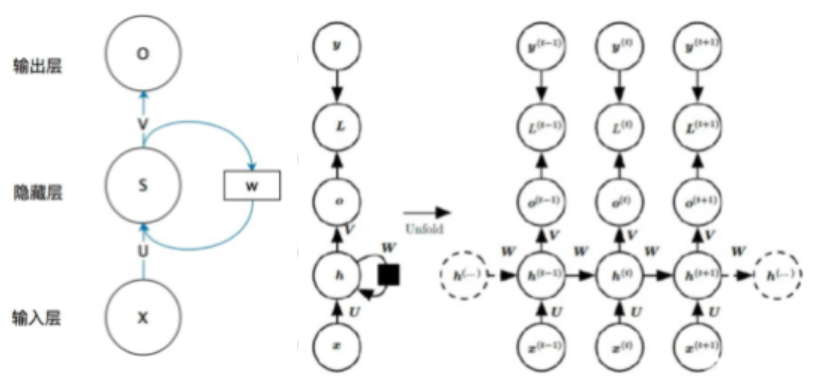 输出层
O
V
隐藏层
S
W
U
输入层
X
y
L
o
V
W
h
U
x
Unfold
y(t−1) y(t) y(t+1)
L(t−1) L(t) L(t+1)
o(t−1) o(t) o(t+1)
V V V
W W W W
h(...) h(t−1) h(t) h(t+1) h(...)
U U U
x(t−1) x(t) x(t+1)